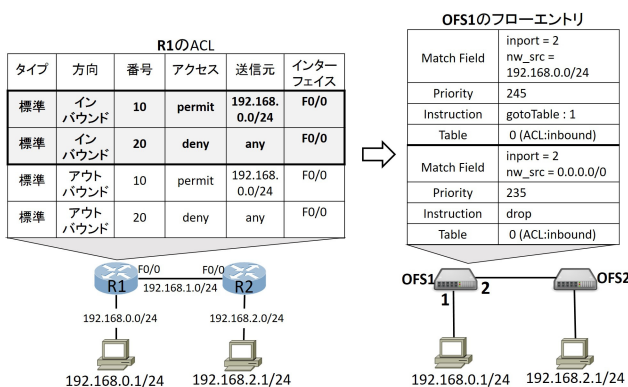 R1のACL
タイプ 方向 番号 アクセス 送信元 インターフェイス
標準 インバウンド 10 permit 192.168.0.0/24 F0/0
標準 インバウンド 20 deny any F0/0
標準 アウトバウンド 10 permit 192.168.0.0/24 F0/0
標準 アウトバウンド 20 deny any F0/0
F0/0 F0/0
R1 192.168.1.0/24 R2
192.168.0.0/24 192.168.2.0/24
192.168.0.1/24 192.168.2.1/24
OFS1のフローエントリ
Match Field inport = 2
nw_src =
192.168.0.0/24
Priority 245
Instruction gotoTable : 1
Table 0 (ACL:inbound)
Match Field inport = 2
nw_src = 0.0.0.0/0
Priority 235
Instruction drop
Table 0 (ACL:inbound)
OFS1 OFS2
1 2
192.168.0.1/24 192.168.2.1/24